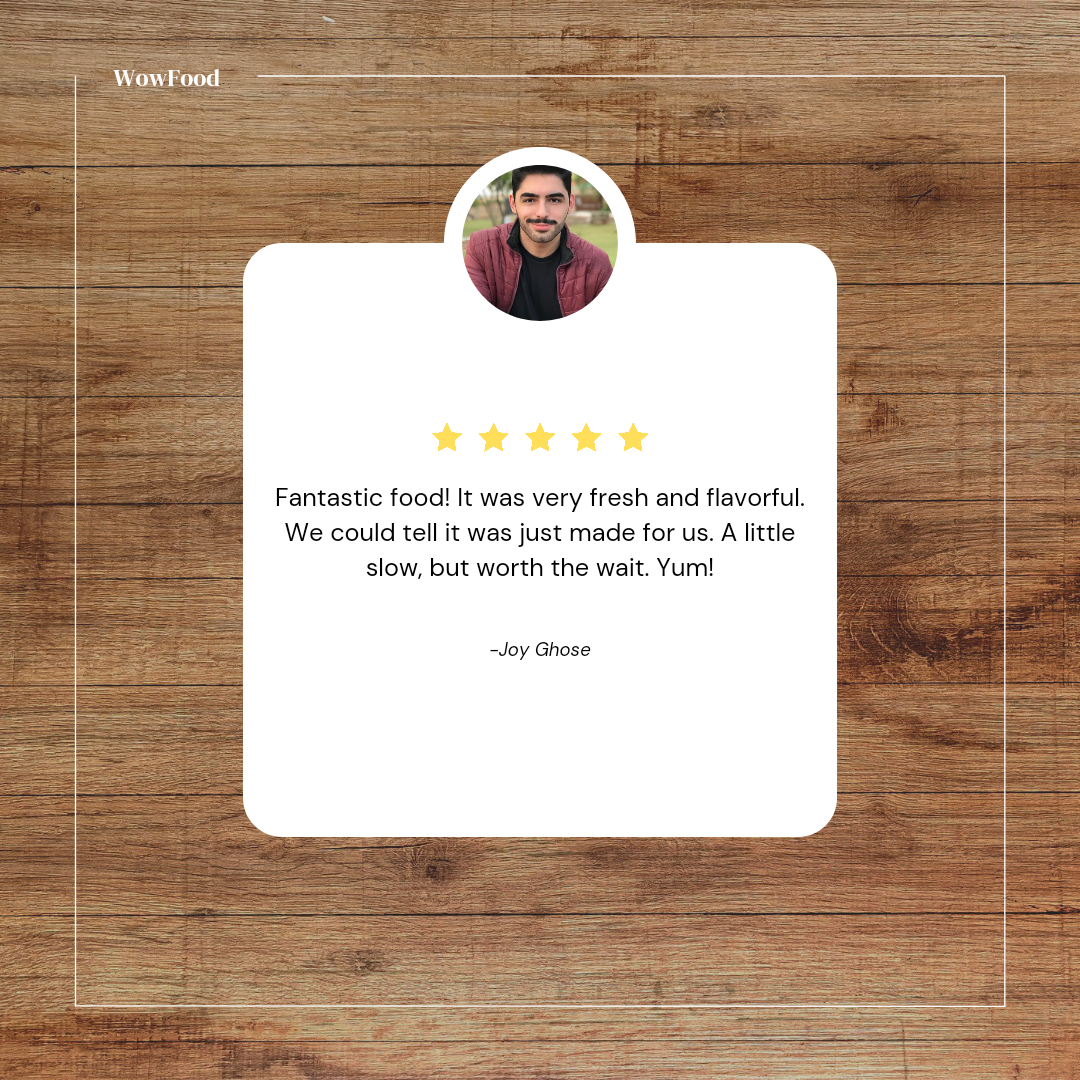 WowFood
Fantastic food! It was very fresh and flavorful.
We could tell it was just made for us. A little
slow, but worth the wait. Yum!
-Joy Ghose